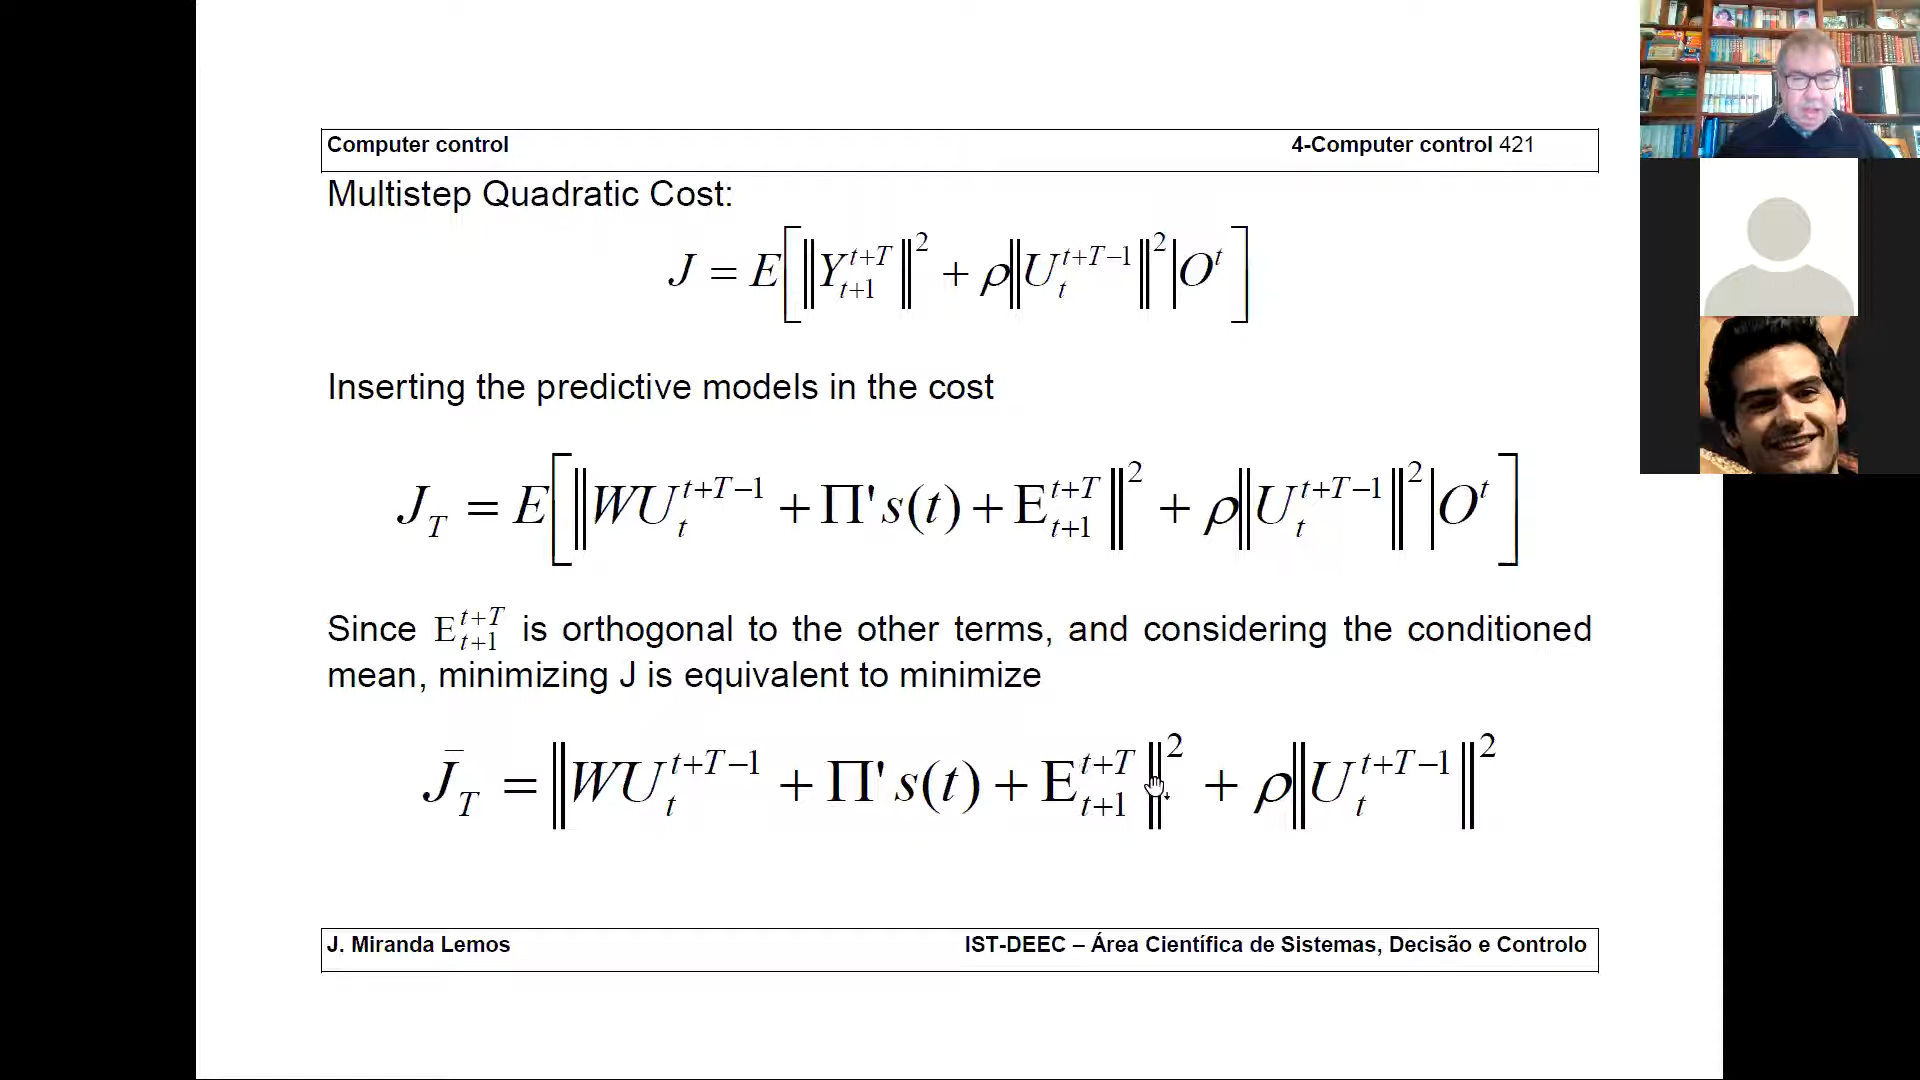 Computer control 4-Computer control 421
Multistep Quadratic Cost:
J = E[‖Y_{t+1}^{t+T}‖² + ρ‖U_t^{t+T−1}‖² | O^t]
Inserting the predictive models in the cost
J_T = E[‖WU_t^{t+T−1} + Π's(t) + E_{t+1}^{t+T}‖² + ρ‖U_t^{t+T−1}‖² | O^t]
Since E_{t+1}^{t+T} is orthogonal to the other terms, and considering the conditioned
mean, minimizing J is equivalent to minimize
J̄_T = ‖WU_t^{t+T−1} + Π's(t) + E_{t+1}^{t+T}‖² + ρ‖U_t^{t+T−1}‖²
J. Miranda Lemos IST-DEEC – Área Científica de Sistemas, Decisão e Controlo